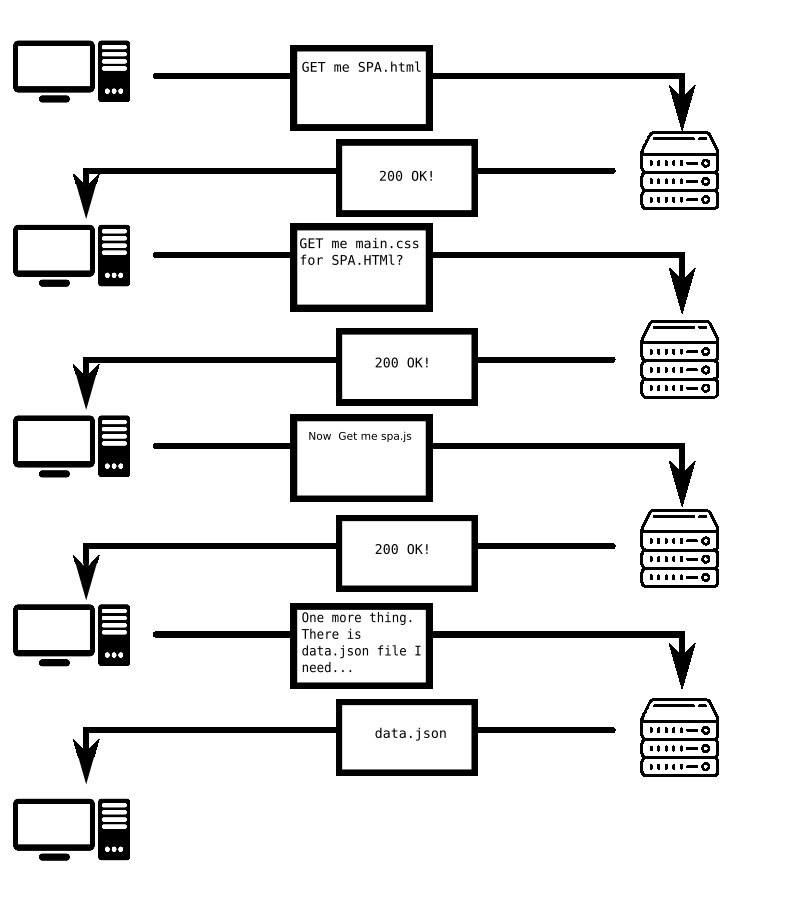 GET me SPA.html
200 OK!
GET me main.css
for SPA.HTMl?
200 OK!
Now  Get me spa.js
200 OK!
One more thing.
There is
data.json file I
need...
data.json